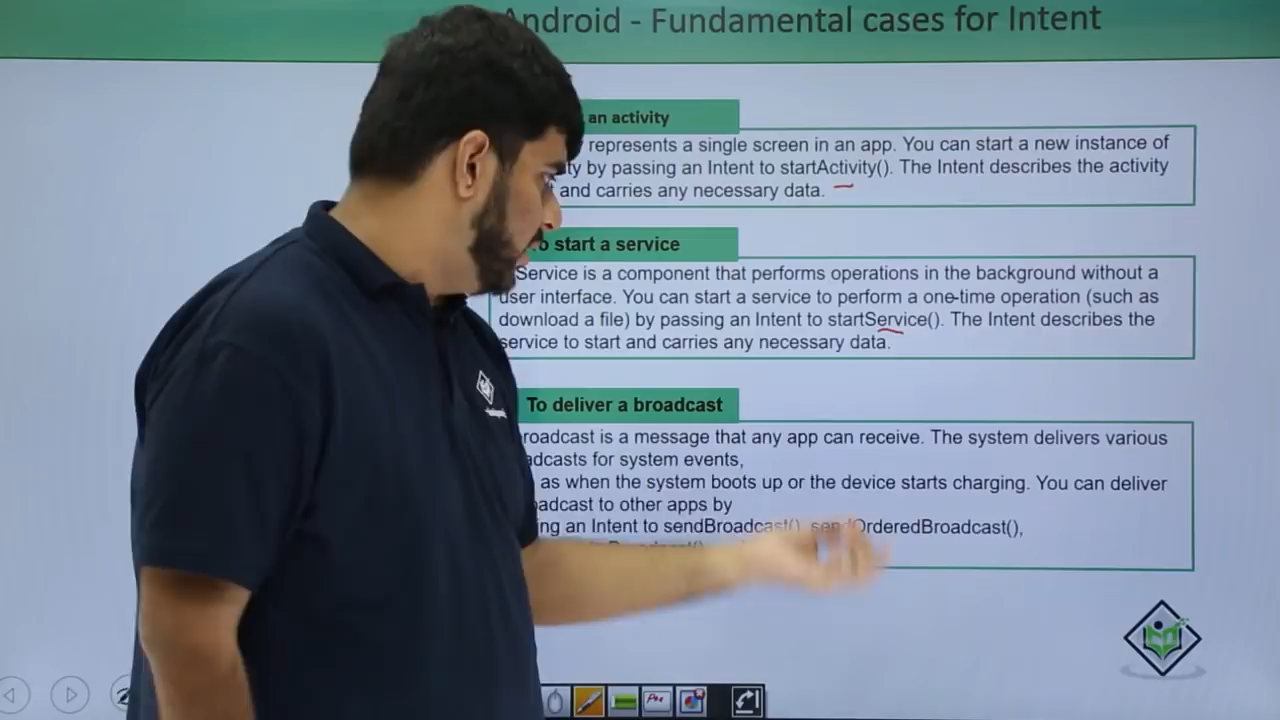 Android - Fundamental cases for Intent
an activity
represents a single screen in an app. You can start a new instance of
by passing an Intent to startActivity(). The Intent describes the activity
and carries any necessary data.
start a service
Service is a component that performs operations in the background without a
user interface. You can start a service to perform a one-time operation (such as
download a file) by passing an Intent to startService(). The Intent describes the
service to start and carries any necessary data.
To deliver a broadcast
is a message that any app can receive. The system delivers various
for system events,
as when the system boots up or the device starts charging. You can deliver
to other apps by
an Intent to sendBroadcast(), sendOrderedBroadcast(),